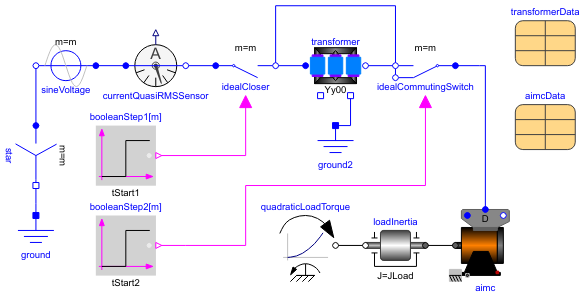 transformerData
m=m
m=m
transformer
m=m
A
sineVoltage
currentQuasiRMSSensor
idealCloser
Yy00
idealCommutingSwitch
aimcData
booleanStep1[m]
star
m=m
tStart1
ground2
booleanStep2[m]
quadraticLoadTorque
loadInertia
D
ground
tStart2
J=JLoad
aimc